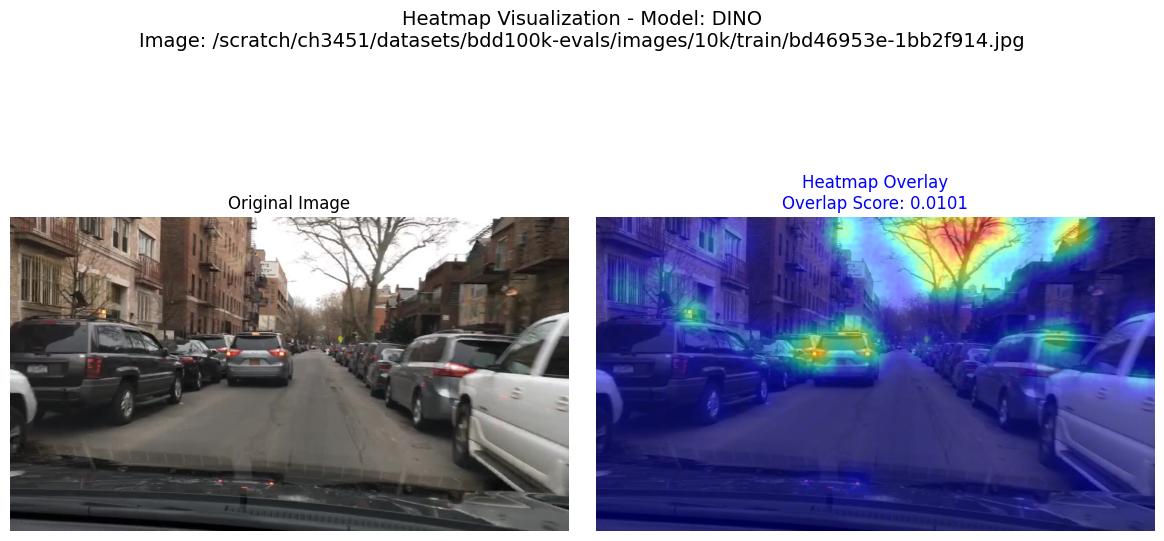 Heatmap Visualization - Model: DINO
Image: /scratch/ch3451/datasets/bdd100k-evals/images/10k/train/bd46953e-1bb2f914.jpg
Original Image
Heatmap Overlay
Overlap Score: 0.0101